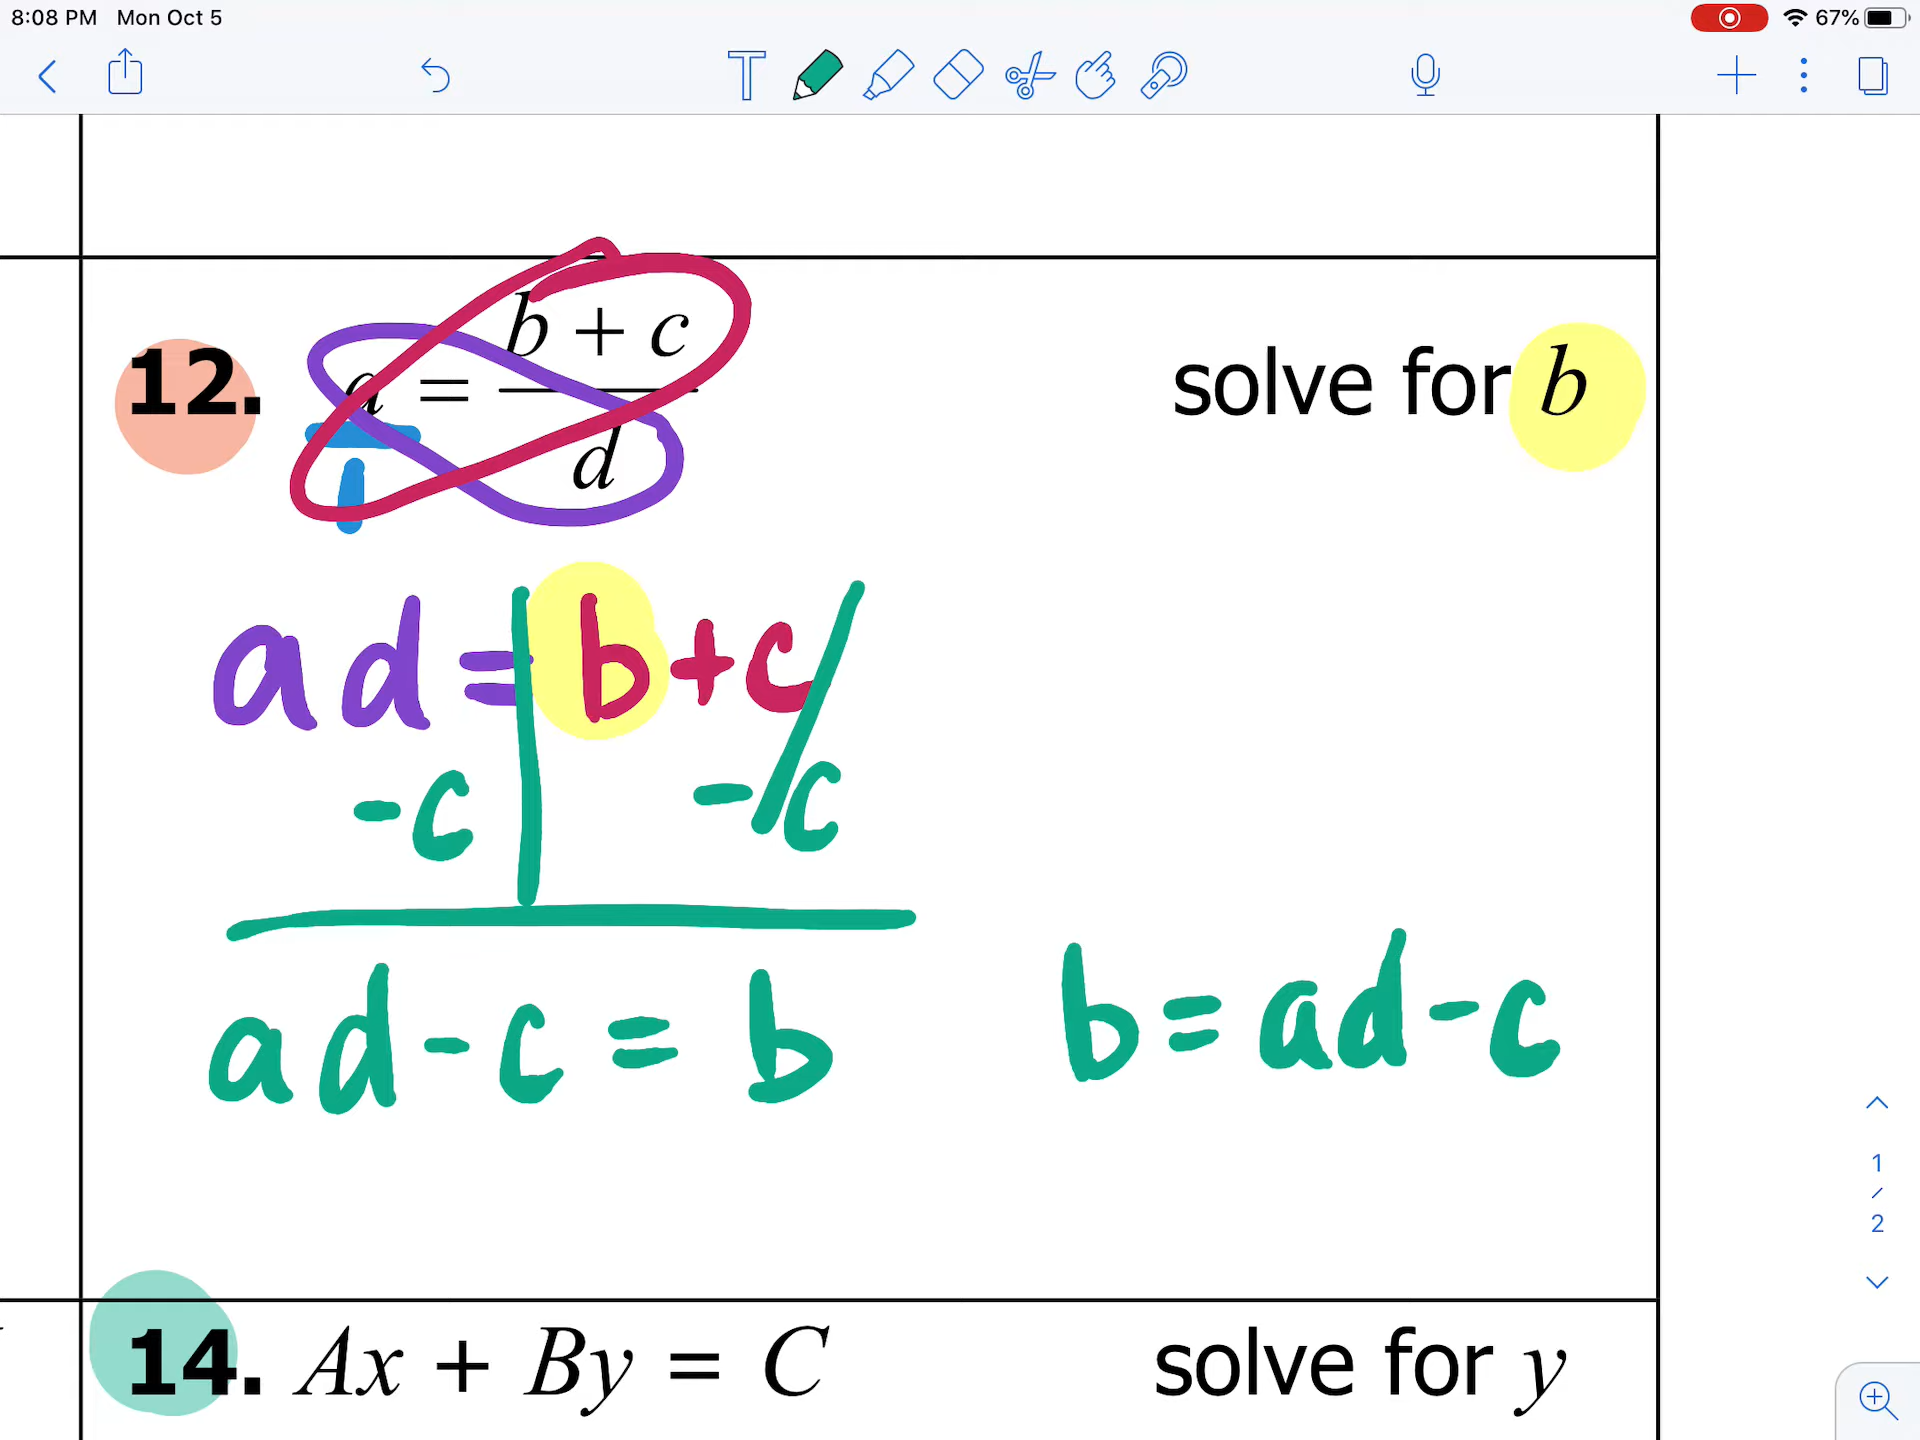 8:08 PM Mon Oct 5 67%
T
12. a/1 = (b + c)/d solve for b
ad = b + c
-c -c
ad - c = b b = ad - c
1
/
2
14. Ax + By = C solve for y